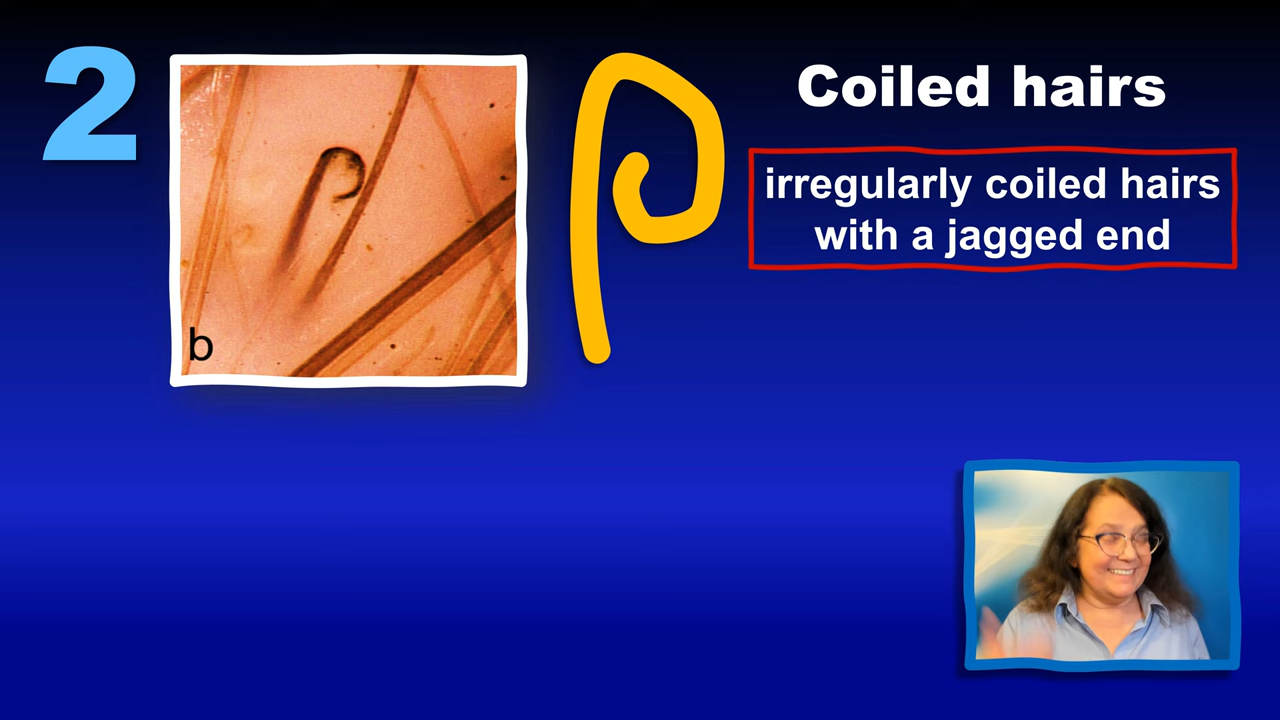 2
b
Coiled hairs
irregularly coiled hairs
with a jagged end